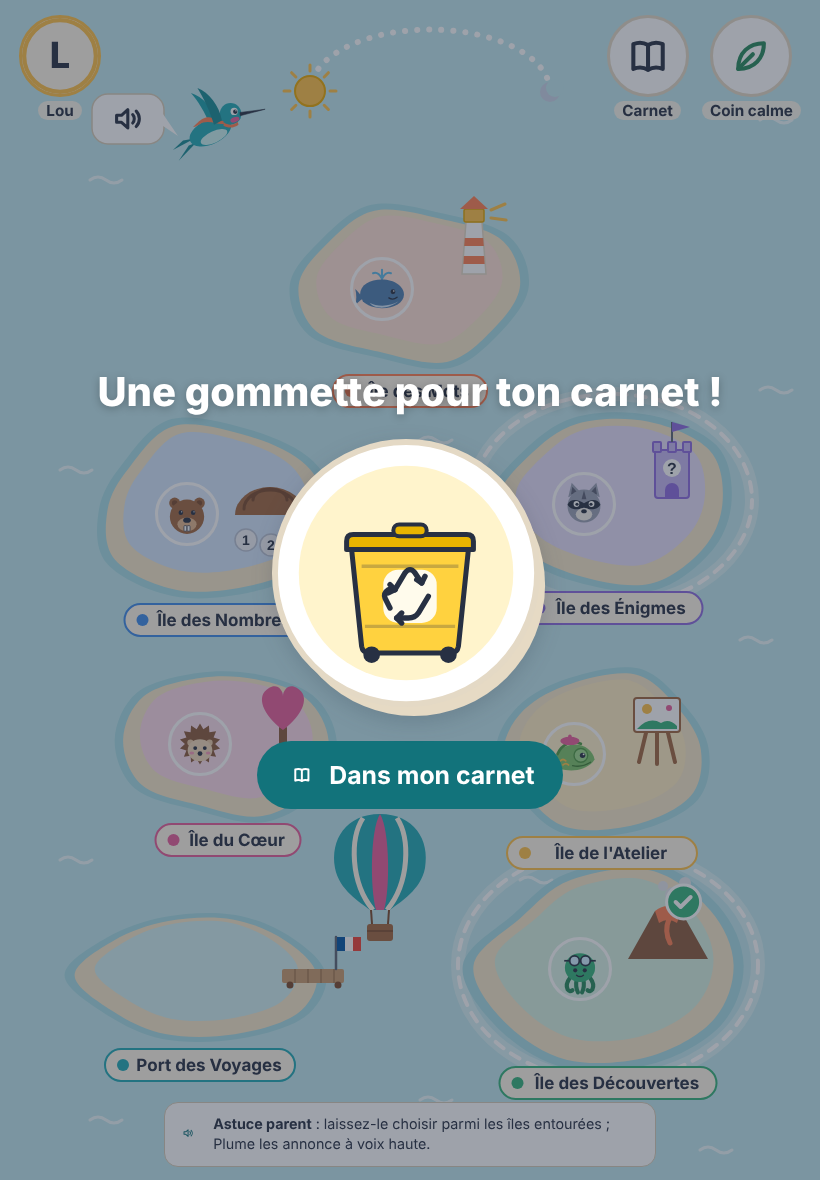 L
Lou
Carnet
Coin calme
Une gommette pour ton carnet !
?
1
2
Île des Nombre
Île des Énigmes
Dans mon carnet
Île du Cœur
Île de l'Atelier
Port des Voyages
Île des Découvertes
Astuce parent : laissez-le choisir parmi les îles entourées ;
Plume les annonce à voix haute.